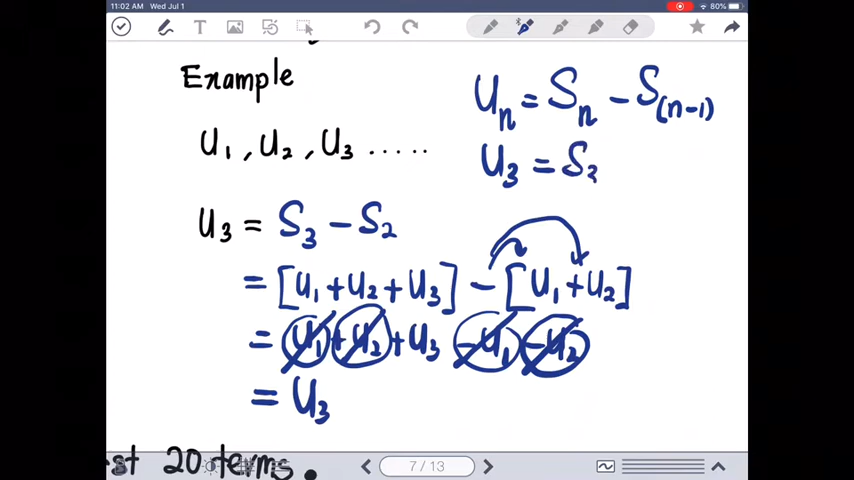 11:02 AM Wed Jul 1
80%
T
Example
Uₙ = Sₙ − S₍ₙ₋₁₎
U₁, U₂, U₃ ......
U₃ = S₃
U₃ = S₃ − S₂
= [U₁ + U₂ + U₃] − [U₁ + U₂]
= U₁ + U₂ + U₃ − U₁ − U₂
= U₃
st 20 terms.
7 / 13